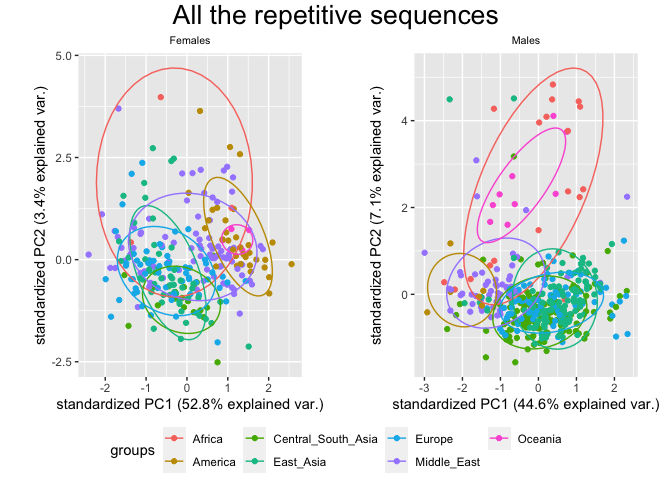 All the repetitive sequences
Females
Males
standardized PC2 (3.4% explained var.)
5.0
2.5
0.0
-2.5
-2
-1
0
1
2
standardized PC1 (52.8% explained var.)
standardized PC2 (7.1% explained var.)
4
2
0
-3
-2
-1
0
1
2
standardized PC1 (44.6% explained var.)
groups
Africa
America
Central_South_Asia
East_Asia
Europe
Middle_East
Oceania